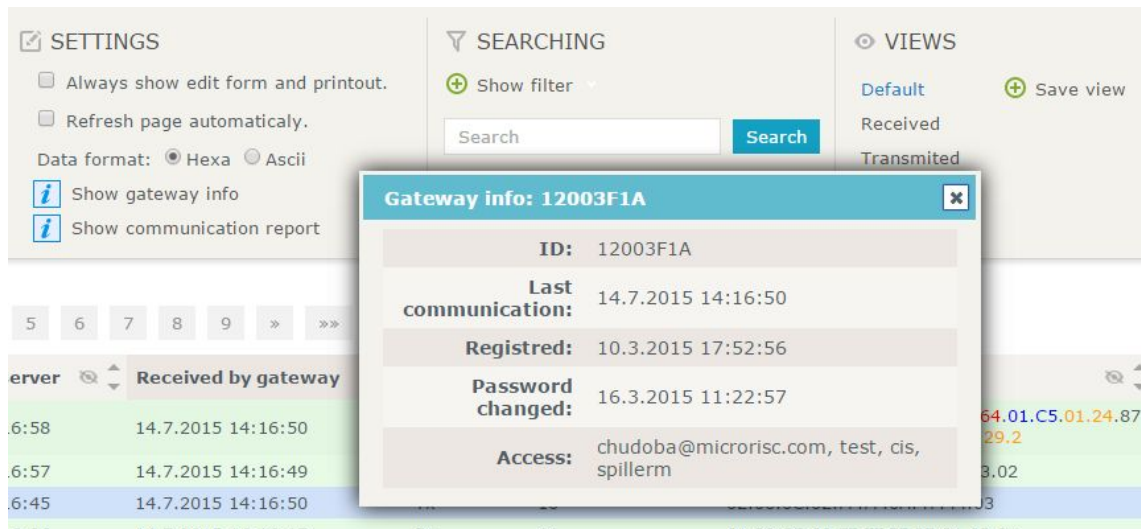 SETTINGS
Always show edit form and printout.
Refresh page automaticaly.
Data format: Hexa Ascii
Show gateway info
Show communication report
SEARCHING
Show filter
Search Search
VIEWS
Default Save view
Received
Transmited
Gateway info: 12003F1A
ID: 12003F1A
Last
communication: 14.7.2015 14:16:50
Registred: 10.3.2015 17:52:56
Password
changed: 16.3.2015 11:22:57
Access: chudoba@microrisc.com, test, cis,
spillerm
5 6 7 8 9 » »»
erver Received by gateway
6:58 14.7.2015 14:16:50 64.01.C5.01.24.87
29.2
6:57 14.7.2015 14:16:49 3.02
6:45 14.7.2015 14:16:50